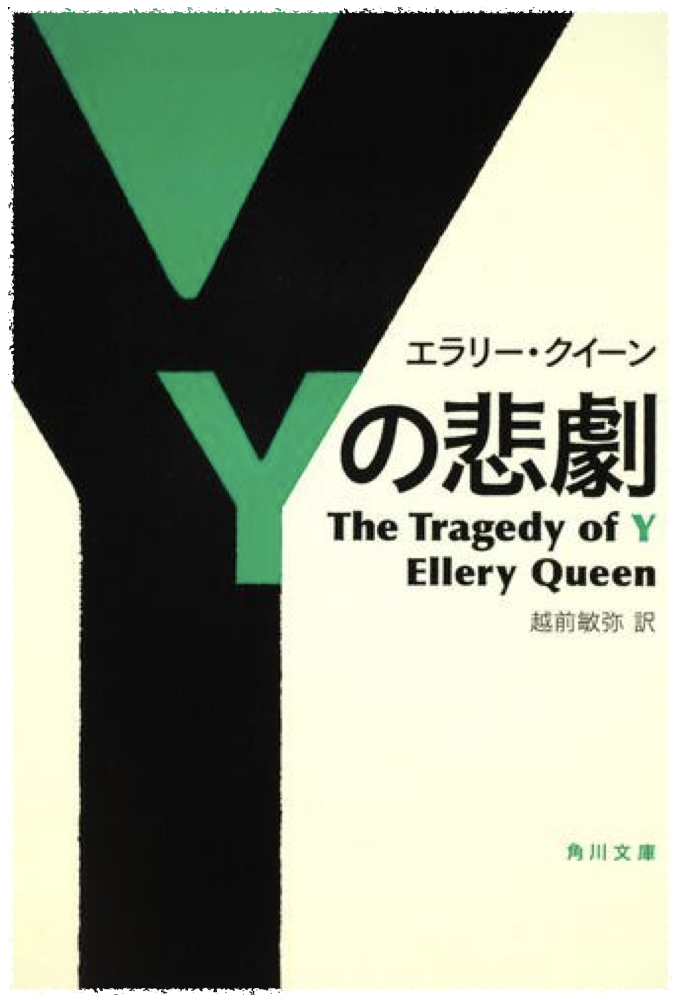 エラリー・クイーン
Yの悲劇
The Tragedy of Y
Ellery Queen
越前敏弥 訳
角川文庫